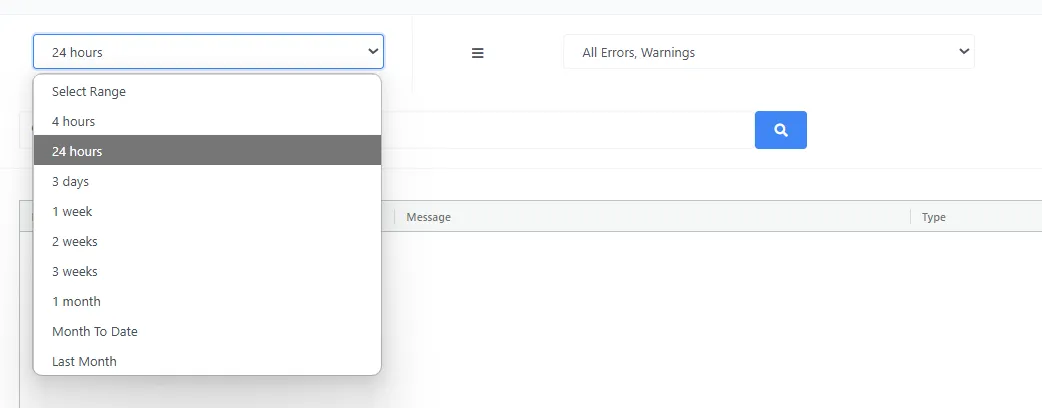 24 hours
All Errors, Warnings
Select Range
4 hours
24 hours
3 days
1 week
2 weeks
3 weeks
1 month
Month To Date
Last Month
Message
Type